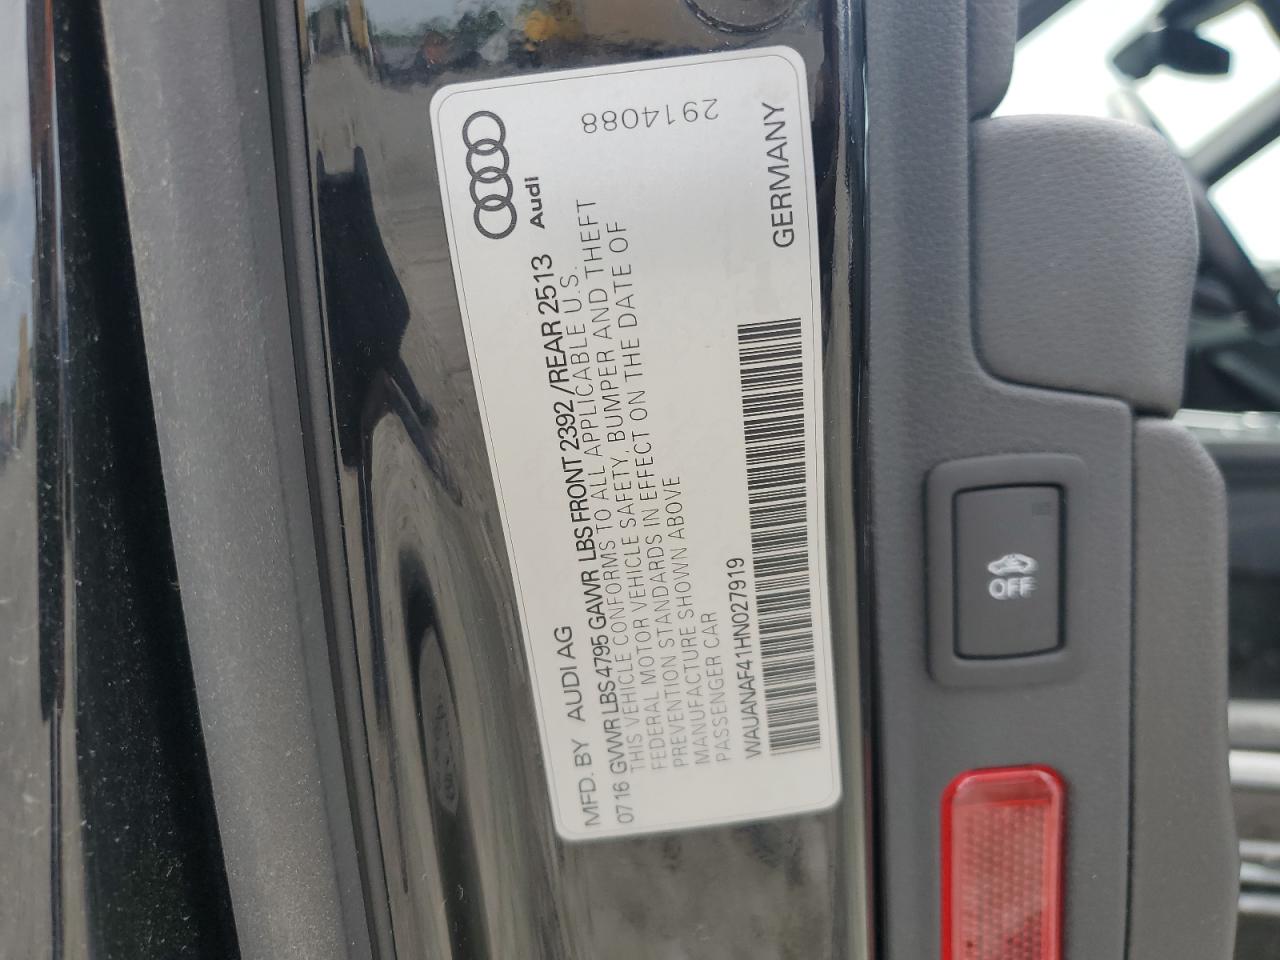 Audi
MFD. BY AUDI AG
0716 GVWR LBS 4795 GAWR LBS FRONT 2392 /REAR 2513
THIS VEHICLE CONFORMS TO ALL APPLICABLE U.S.
FEDERAL MOTOR VEHICLE SAFETY, BUMPER AND THEFT
PREVENTION STANDARDS IN EFFECT ON THE DATE OF
MANUFACTURE SHOWN ABOVE
PASSENGER CAR
WAUANAF41HN027919
GERMANY
2914088
OFF